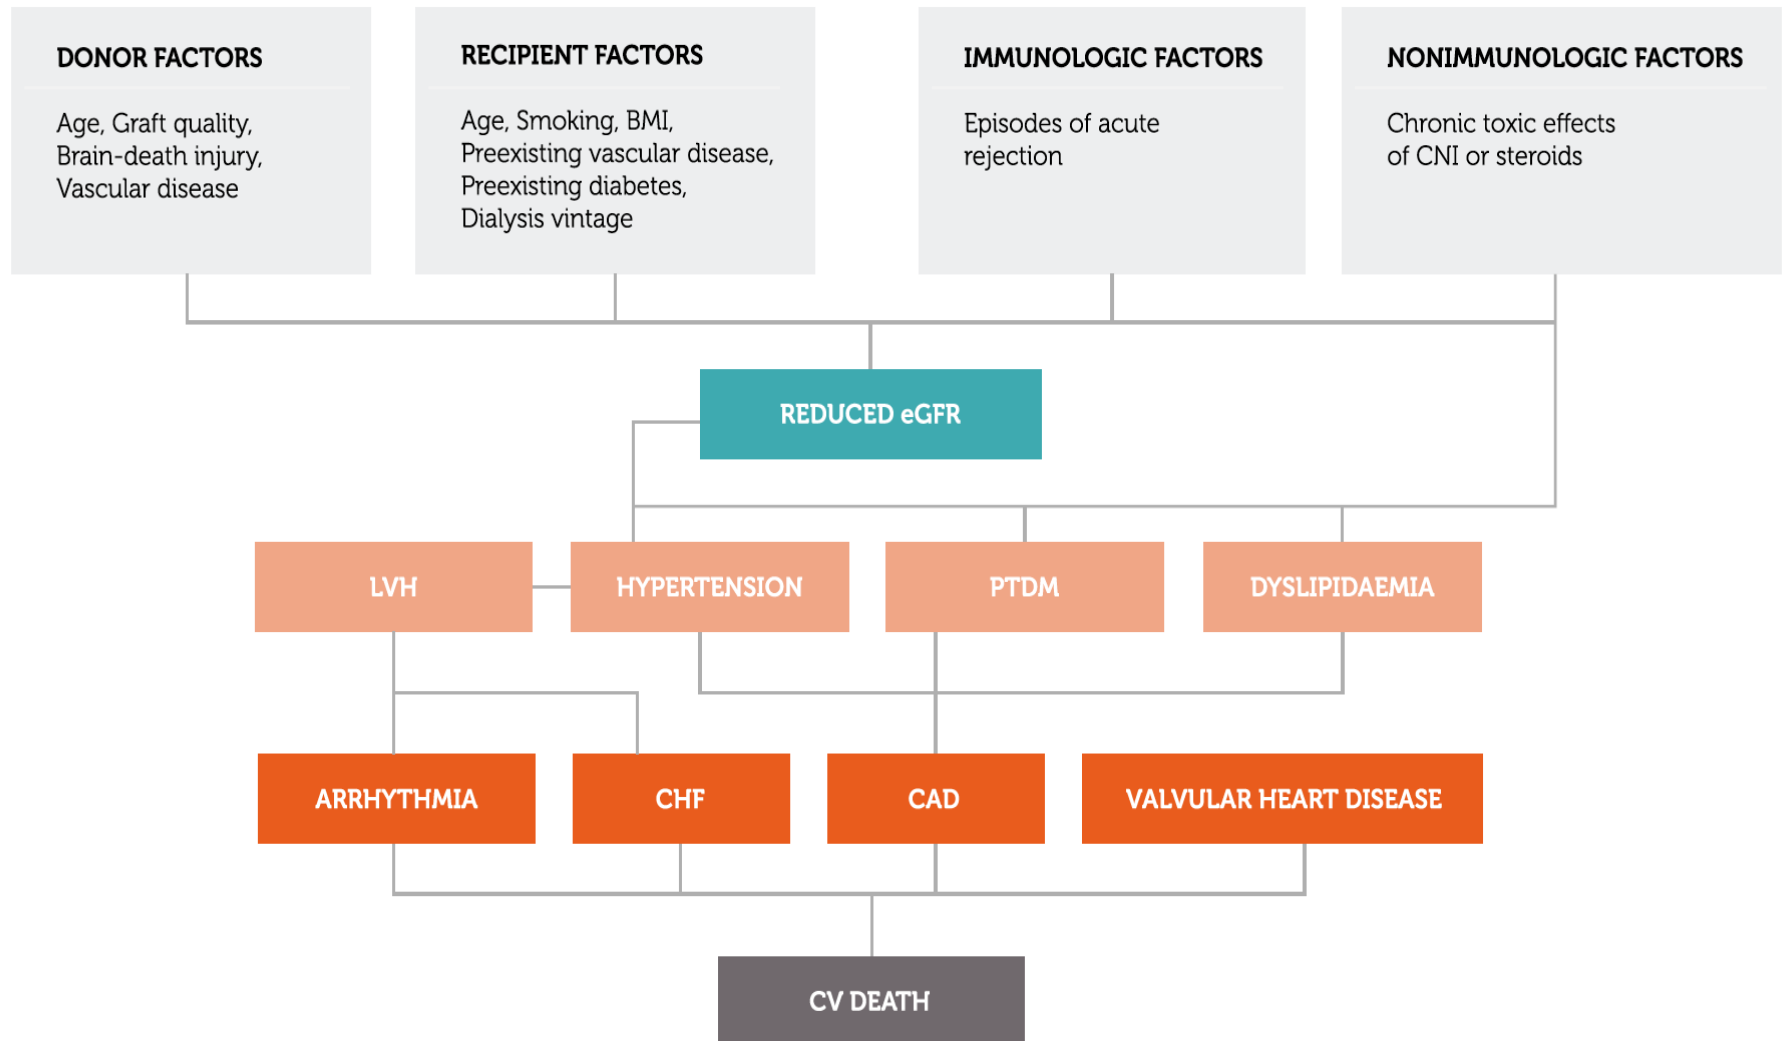 DONOR FACTORS
Age, Graft quality,
Brain-death injury,
Vascular disease
RECIPIENT FACTORS
Age, Smoking, BMI,
Preexisting vascular disease,
Preexisting diabetes,
Dialysis vintage
IMMUNOLOGIC FACTORS
Episodes of acute
rejection
NONIMMUNOLOGIC FACTORS
Chronic toxic effects
of CNI or steroids
REDUCED eGFR
LVH
HYPERTENSION
PTDM
DYSLIPIDAEMIA
ARRHYTHMIA
CHF
CAD
VALVULAR HEART DISEASE
CV DEATH